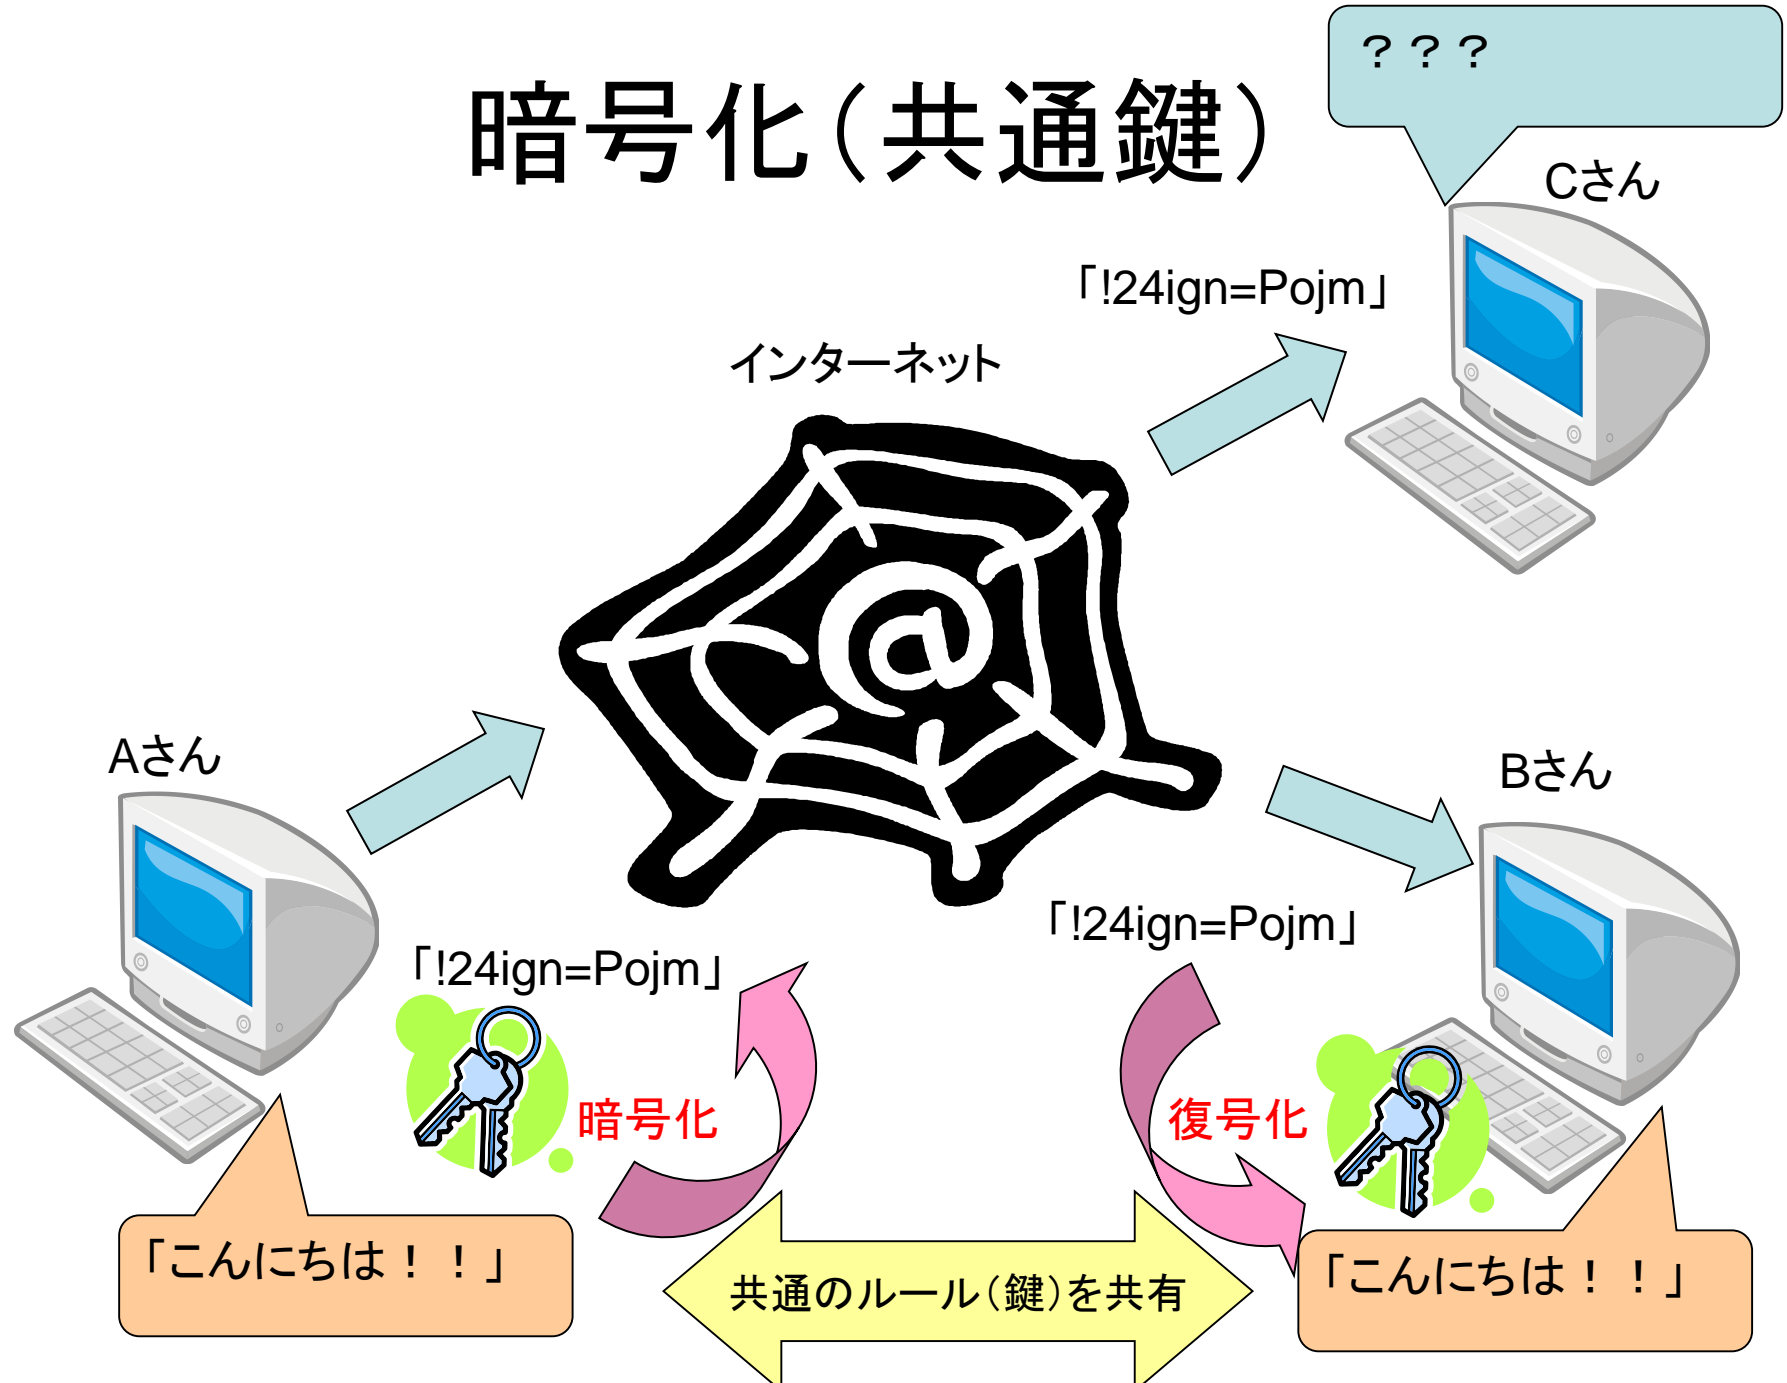 暗号化（共通鍵）
？？？
Cさん
「!24ign=Pojm」
インターネット
Aさん
Bさん
「!24ign=Pojm」
「!24ign=Pojm」
暗号化
復号化
「こんにちは！！」
共通のルール（鍵）を共有
「こんにちは！！」